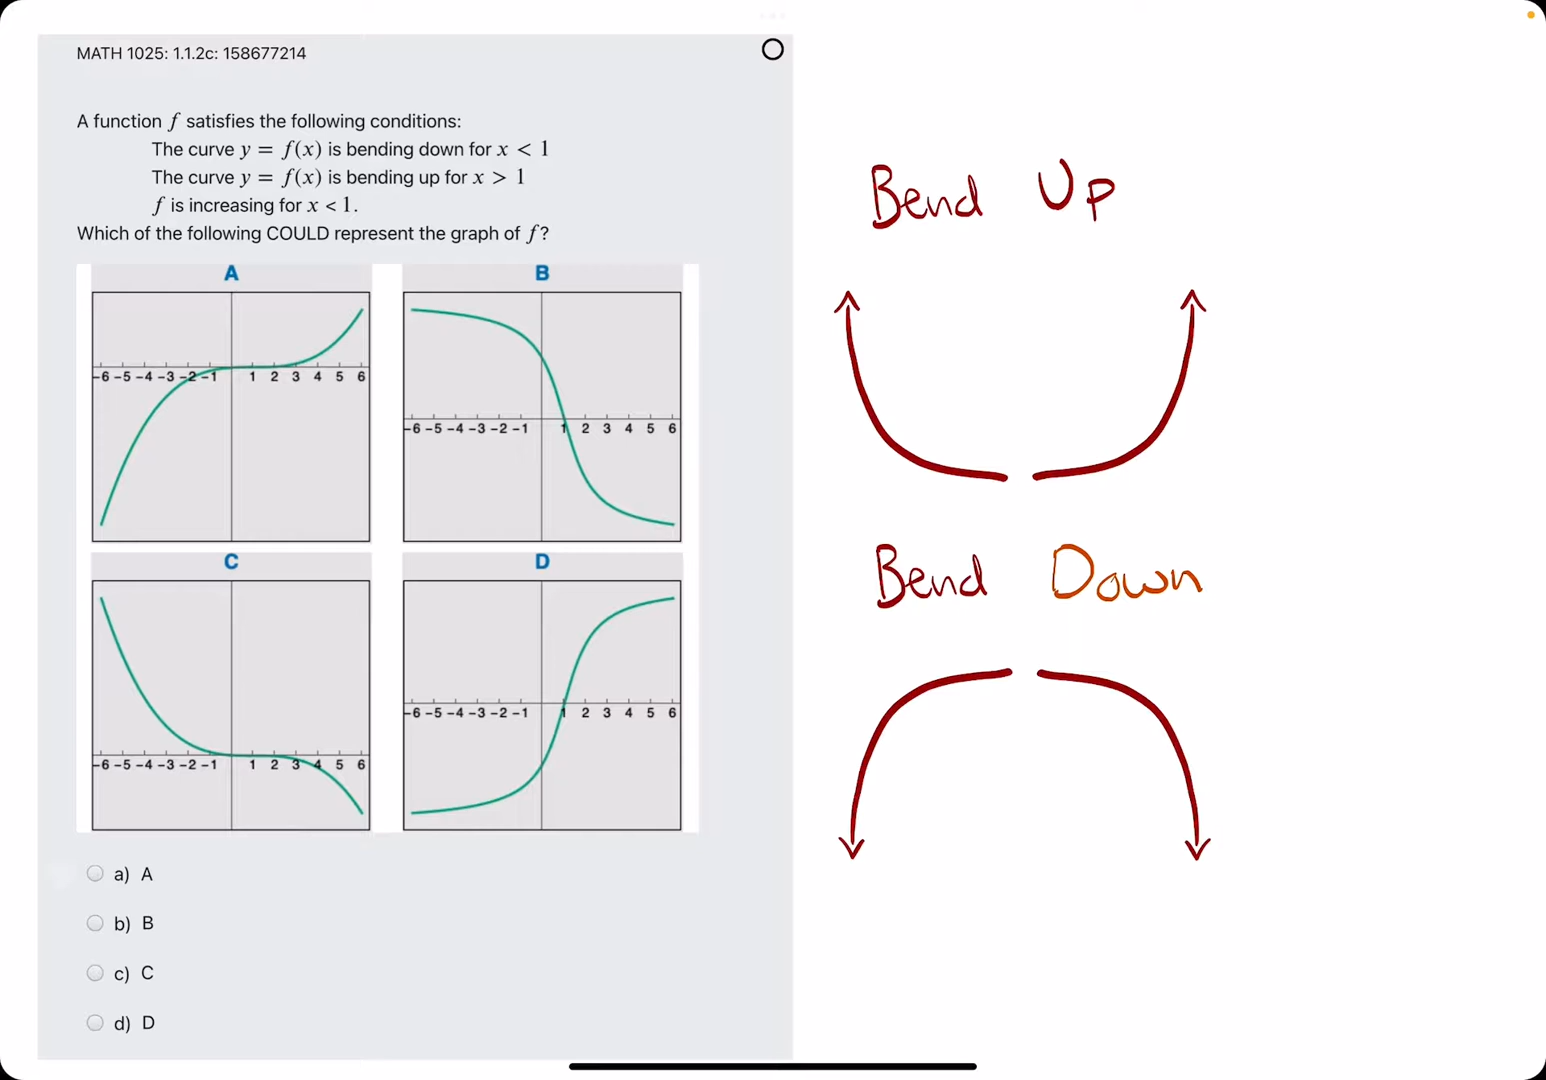 MATH 1025: 1.1.2c: 158677214
A function f satisfies the following conditions:
The curve y = f(x) is bending down for x < 1
The curve y = f(x) is bending up for x > 1
f is increasing for x < 1.
Which of the following COULD represent the graph of f?
A
-6 -5 -4 -3 -2 -1 1 2 3 4 5 6
B
-6 -5 -4 -3 -2 -1 1 2 3 4 5 6
C
-6 -5 -4 -3 -2 -1 1 2 3 4 5 6
D
-6 -5 -4 -3 -2 -1 1 2 3 4 5 6
a) A
b) B
c) C
d) D
Bend Up
Bend Down